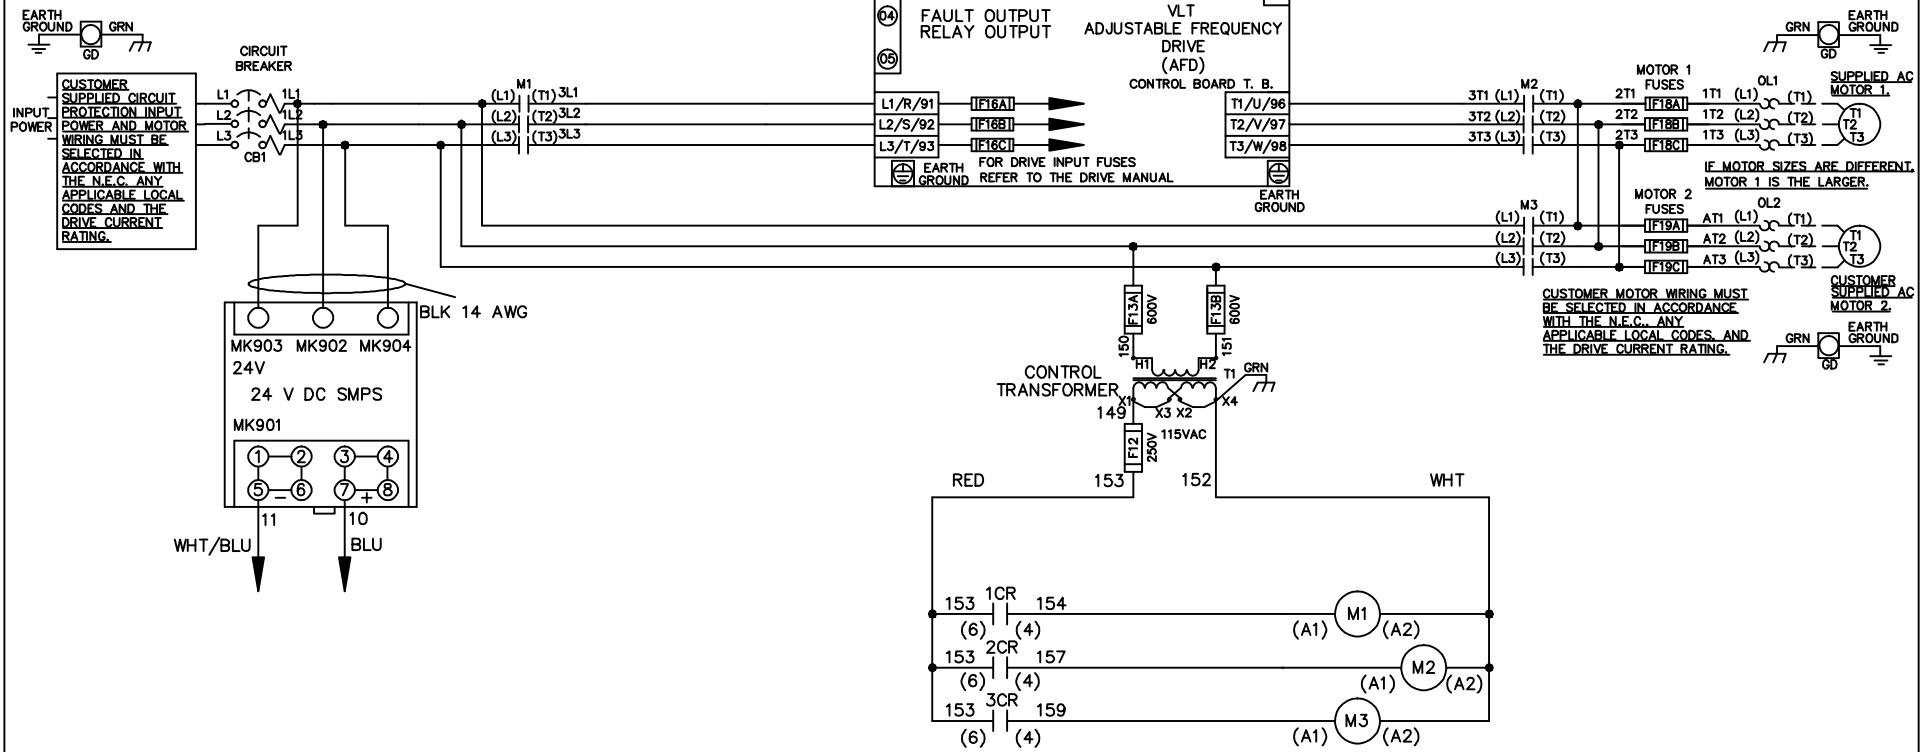 EARTH
GROUND
GRN
GD
CIRCUIT
BREAKER
INPUT
POWER
CUSTOMER
SUPPLIED CIRCUIT
PROTECTION INPUT
POWER AND MOTOR
WIRING MUST BE
SELECTED IN
ACCORDANCE WITH
THE N.E.C. ANY
APPLICABLE LOCAL
CODES AND THE
DRIVE CURRENT
RATING.
L1 1L1
L2 1L2
L3 1L3
CB1
M1
(L1) (T1) 3L1
(L2) (T2) 3L2
(L3) (T3) 3L3
04 FAULT OUTPUT
RELAY OUTPUT
05
VLT
ADJUSTABLE FREQUENCY
DRIVE
(AFD)
CONTROL BOARD T. B.
L1/R/91 F16A T1/U/96
L2/S/92 F16B T2/V/97
L3/T/93 F16C T3/W/98
EARTH
GROUND
FOR DRIVE INPUT FUSES
REFER TO THE DRIVE MANUAL
EARTH
GROUND
M2
3T1 (L1) (T1)
3T2 (L2) (T2)
3T3 (L3) (T3)
MOTOR 1
FUSES
2T1 F18A 1T1 (L1) (T1)
2T2 F18B 1T2 (L2) (T2)
2T3 F18C 1T3 (L3) (T3)
OL1
GRN
GD
EARTH
GROUND
SUPPLIED AC
MOTOR 1.
T1
T2
T3
IF MOTOR SIZES ARE DIFFERENT,
MOTOR 1 IS THE LARGER.
M3
(L1) (T1)
(L2) (T2)
(L3) (T3)
MOTOR 2
FUSES
F19A AT1 (L1) (T1)
F19B AT2 (L2) (T2)
F19C AT3 (L3) (T3)
OL2
T1
T2
T3
CUSTOMER
SUPPLIED AC
MOTOR 2.
CUSTOMER MOTOR WIRING MUST
BE SELECTED IN ACCORDANCE
WITH THE N.E.C., ANY
APPLICABLE LOCAL CODES, AND
THE DRIVE CURRENT RATING.
GRN
GD
EARTH
GROUND
BLK 14 AWG
MK903 MK902 MK904
24V
24 V DC SMPS
MK901
1 2 3 4
5 – 6 7 + 8
11 10
WHT/BLU BLU
F13A
600V
F13B
600V
150
151
H1 H2
CONTROL
TRANSFORMER
T1
GRN
X1 X3 X2 X4
149
115VAC
F12
250V
RED 153 152 WHT
153 1CR 154 M1
(6) (4) (A1) (A2)
153 2CR 157 M2
(6) (4) (A1) (A2)
153 3CR 159 M3
(6) (4) (A1) (A2)